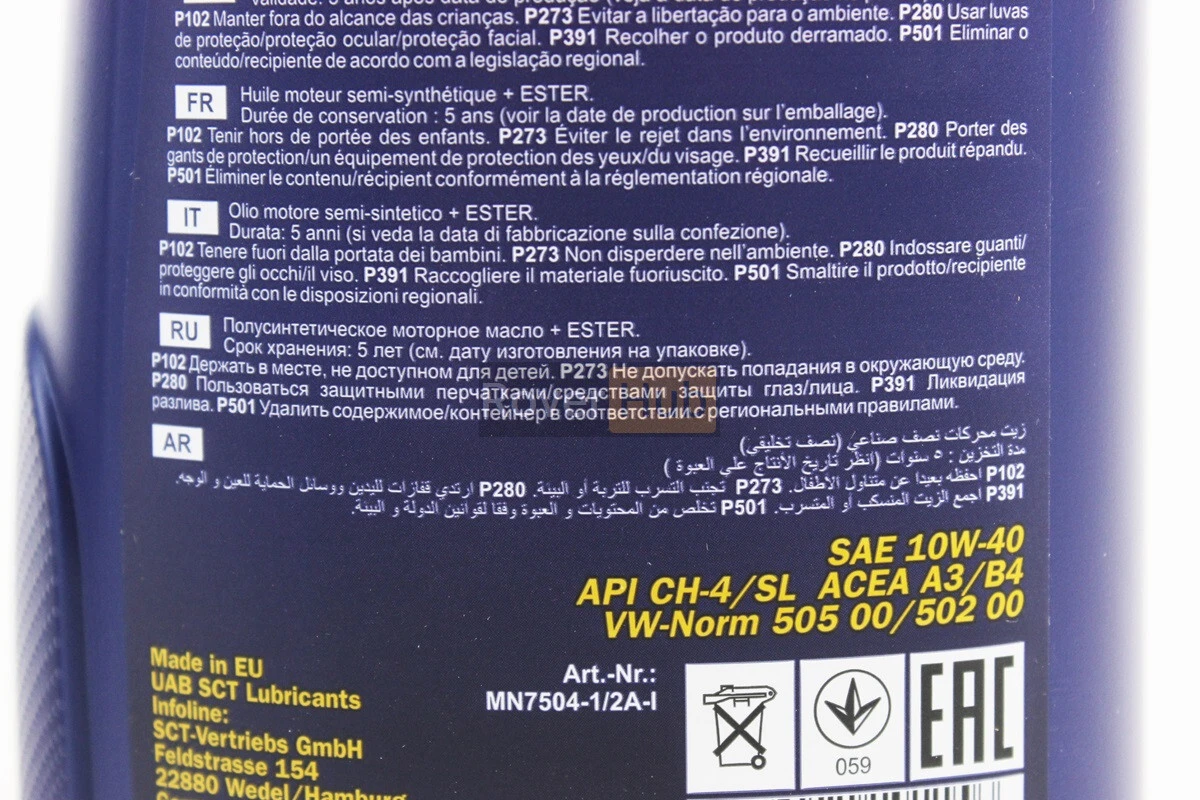 Validade: 5 anos após data de produção (veja a data de produção
P102 Manter fora do alcance das crianças. P273 Evitar a libertação para o ambiente. P280 Usar luvas
de proteção/proteção ocular/proteção facial. P391 Recolher o produto derramado. P501 Eliminar o
conteúdo/recipiente de acordo com a legislação regional.
FR Huile moteur semi-synthétique + ESTER.
Durée de conservation : 5 ans (voir la date de production sur l'emballage).
P102 Tenir hors de portée des enfants. P273 Éviter le rejet dans l'environnement. P280 Porter des
gants de protection/un équipement de protection des yeux/du visage. P391 Recueillir le produit répandu.
P501 Éliminer le contenu/récipient conformément à la réglementation régionale.
IT Olio motore semi-sintetico + ESTER.
Durata: 5 anni (si veda la data di fabbricazione sulla confezione).
P102 Tenere fuori dalla portata dei bambini. P273 Non disperdere nell'ambiente. P280 Indossare guanti/
proteggere gli occhi/il viso. P391 Raccogliere il materiale fuoriuscito. P501 Smaltire il prodotto/recipiente
in conformità con le disposizioni regionali.
RU Полусинтетическое моторное масло + ESTER.
Срок хранения: 5 лет (см. дату изготовления на упаковке).
P102 Держать в месте, не доступном для детей. P273 Не допускать попадания в окружающую среду.
P280 Пользоваться защитными перчатками/средствами защиты глаз/лица. P391 Ликвидация
разлива. P501 Удалить содержимое/контейнер в соответствии с региональными правилами.
AR زيت محركات نصف صناعي (نصف تخليقي)
مدة التخزين : ٥ سنوات (انظر تاريخ الأنتاج علي العبوة )
P102 احفظه بعيدا عن متناول الأطفال. P273 تجنب التسرب للتربة أو البيئة. P280 ارتدي قفازات لليدين ووسائل الحماية للعين و الوجه.
P391 اجمع الزيت المنسكب أو المتسرب. P501 تخلص من المحتويات و العبوة وفقا لقوانين الدولة و البيئة.
SAE 10W-40
API CH-4/SL ACEA A3/B4
VW-Norm 505 00/502 00
Made in EU
UAB SCT Lubricants
Infoline:
SCT-Vertriebs GmbH
Feldstrasse 154
22880 Wedel/Hamburg
Art.-Nr.:
MN7504-1/2A-I
059
EAC